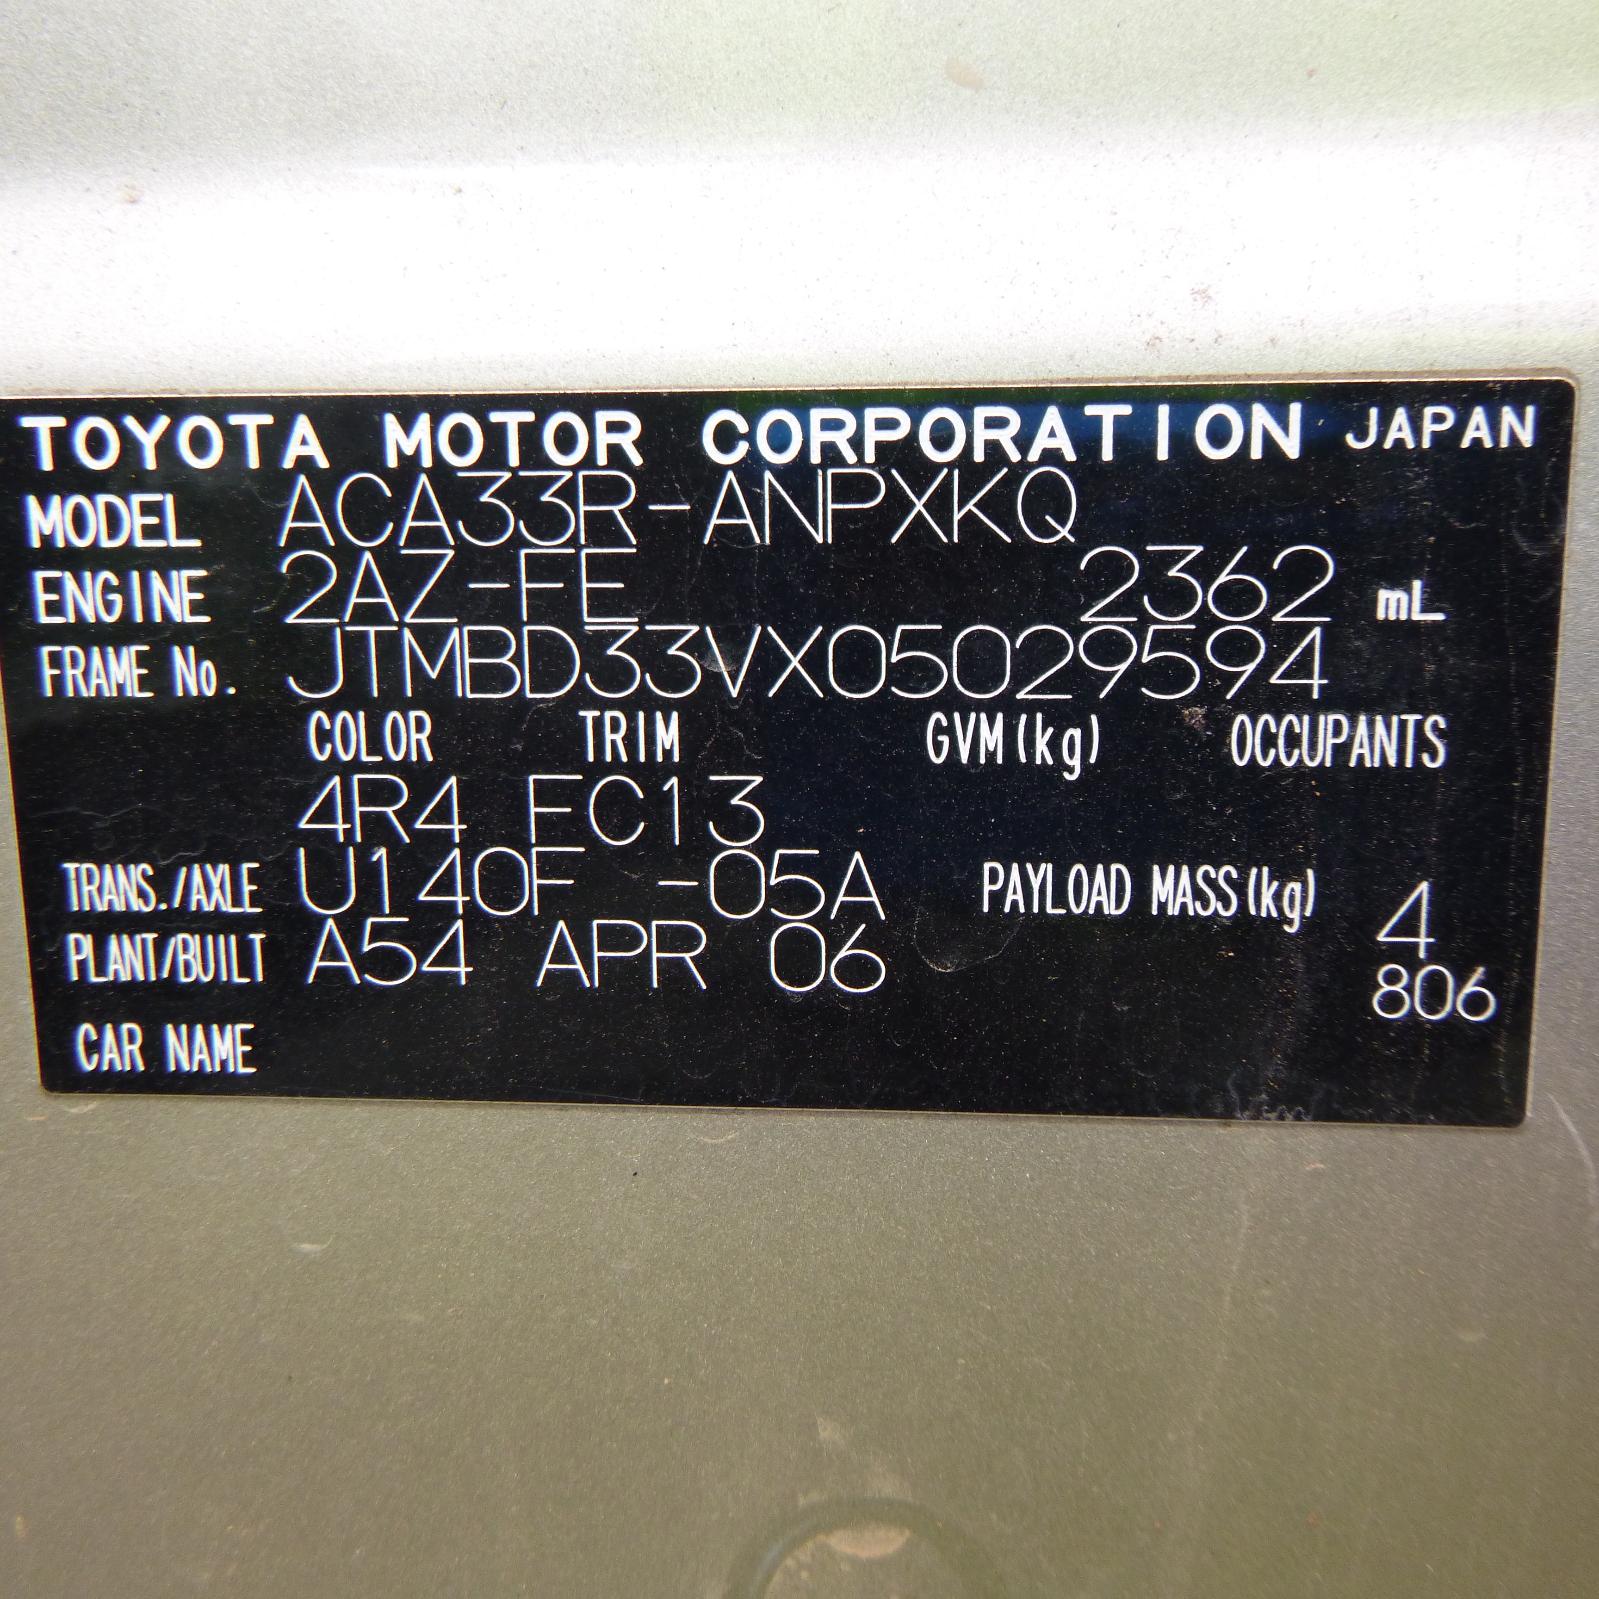 TOYOTA MOTOR CORPORATION JAPAN
MODEL ACA33R-ANPXKQ
ENGINE 2AZ-FE 2362 mL
FRAME No. JTMBD33VX05029594
COLOR TRIM GVM(kg) OCCUPANTS
4R4 FC13
TRANS./AXLE U140F -05A PAYLOAD MASS(kg) 4
PLANT/BUILT A54 APR 06 806
CAR NAME